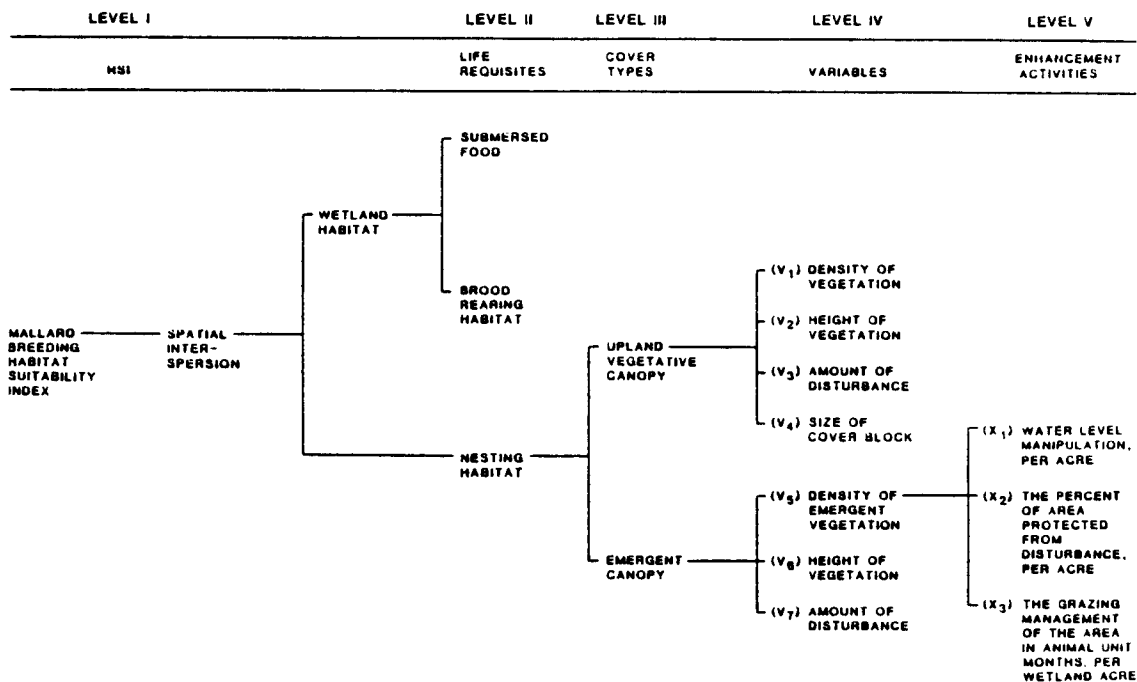 LEVEL I
LEVEL II
LEVEL III
LEVEL IV
LEVEL V
HSI
LIFE
REQUISITES
COVER
TYPES
VARIABLES
ENHANCEMENT
ACTIVITIES
SUBMERSED
FOOD
WETLAND
HABITAT
BROOD
REARING
HABITAT
MALLARD
BREEDING
HABITAT
SUITABILITY
INDEX
SPATIAL
INTER-
SPERSION
NESTING
HABITAT
UPLAND
VEGETATIVE
CANOPY
EMERGENT
CANOPY
(V1) DENSITY OF
VEGETATION
(V2) HEIGHT OF
VEGETATION
(V3) AMOUNT OF
DISTURBANCE
(V4) SIZE OF
COVER BLOCK
(V5) DENSITY OF
EMERGENT
VEGETATION
(V6) HEIGHT OF
VEGETATION
(V7) AMOUNT OF
DISTURBANCE
(X1) WATER LEVEL
MANIPULATION,
PER ACRE
(X2) THE PERCENT
OF AREA
PROTECTED
FROM
DISTURBANCE,
PER ACRE
(X3) THE GRAZING
MANAGEMENT
OF THE AREA
IN ANIMAL UNIT
MONTHS, PER
WETLAND ACRE